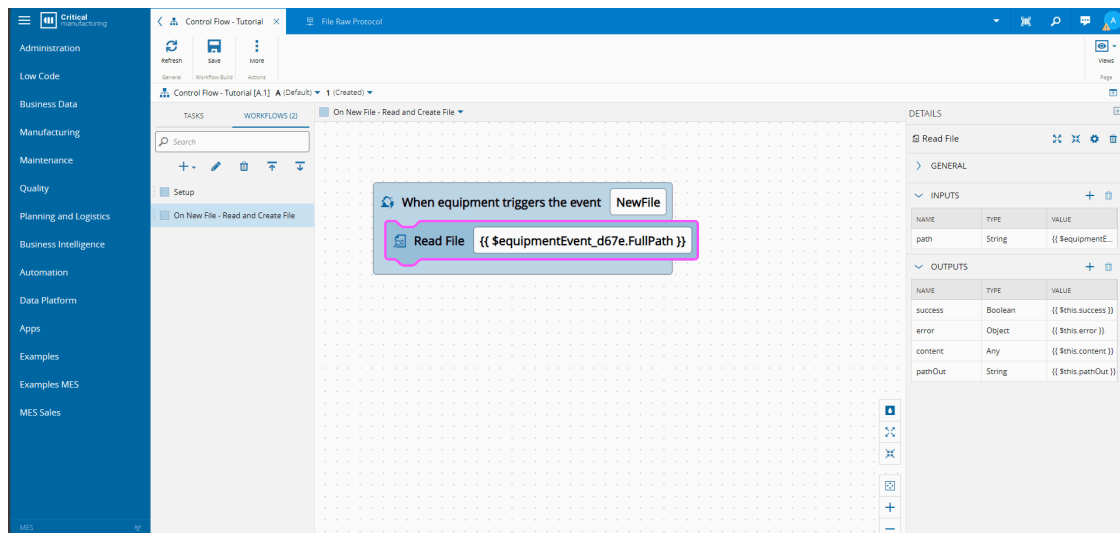 Critical
manufacturing
Control Flow - Tutorial
File Raw Protocol
A
Administration
Low Code
Business Data
Manufacturing
Maintenance
Quality
Planning and Logistics
Business Intelligence
Automation
Data Platform
Apps
Examples
Examples MES
MES Sales
MES
Refresh
Save
More
Views
General
Workflow Build
Actions
Page
Control Flow - Tutorial [A.1] A (Default) 1 (Created)
TASKS
WORKFLOWS (2)
Search
Setup
On New File - Read and Create File
On New File - Read and Create File
When equipment triggers the event NewFile
Read File {{ $equipmentEvent_d67e.FullPath }}
DETAILS
Read File
GENERAL
INPUTS
NAME TYPE VALUE
path String {{ $equipmentE...
OUTPUTS
NAME TYPE VALUE
success Boolean {{ $this.success }}
error Object {{ $this.error }}
content Any {{ $this.content }}
pathOut String {{ $this.pathOut }}